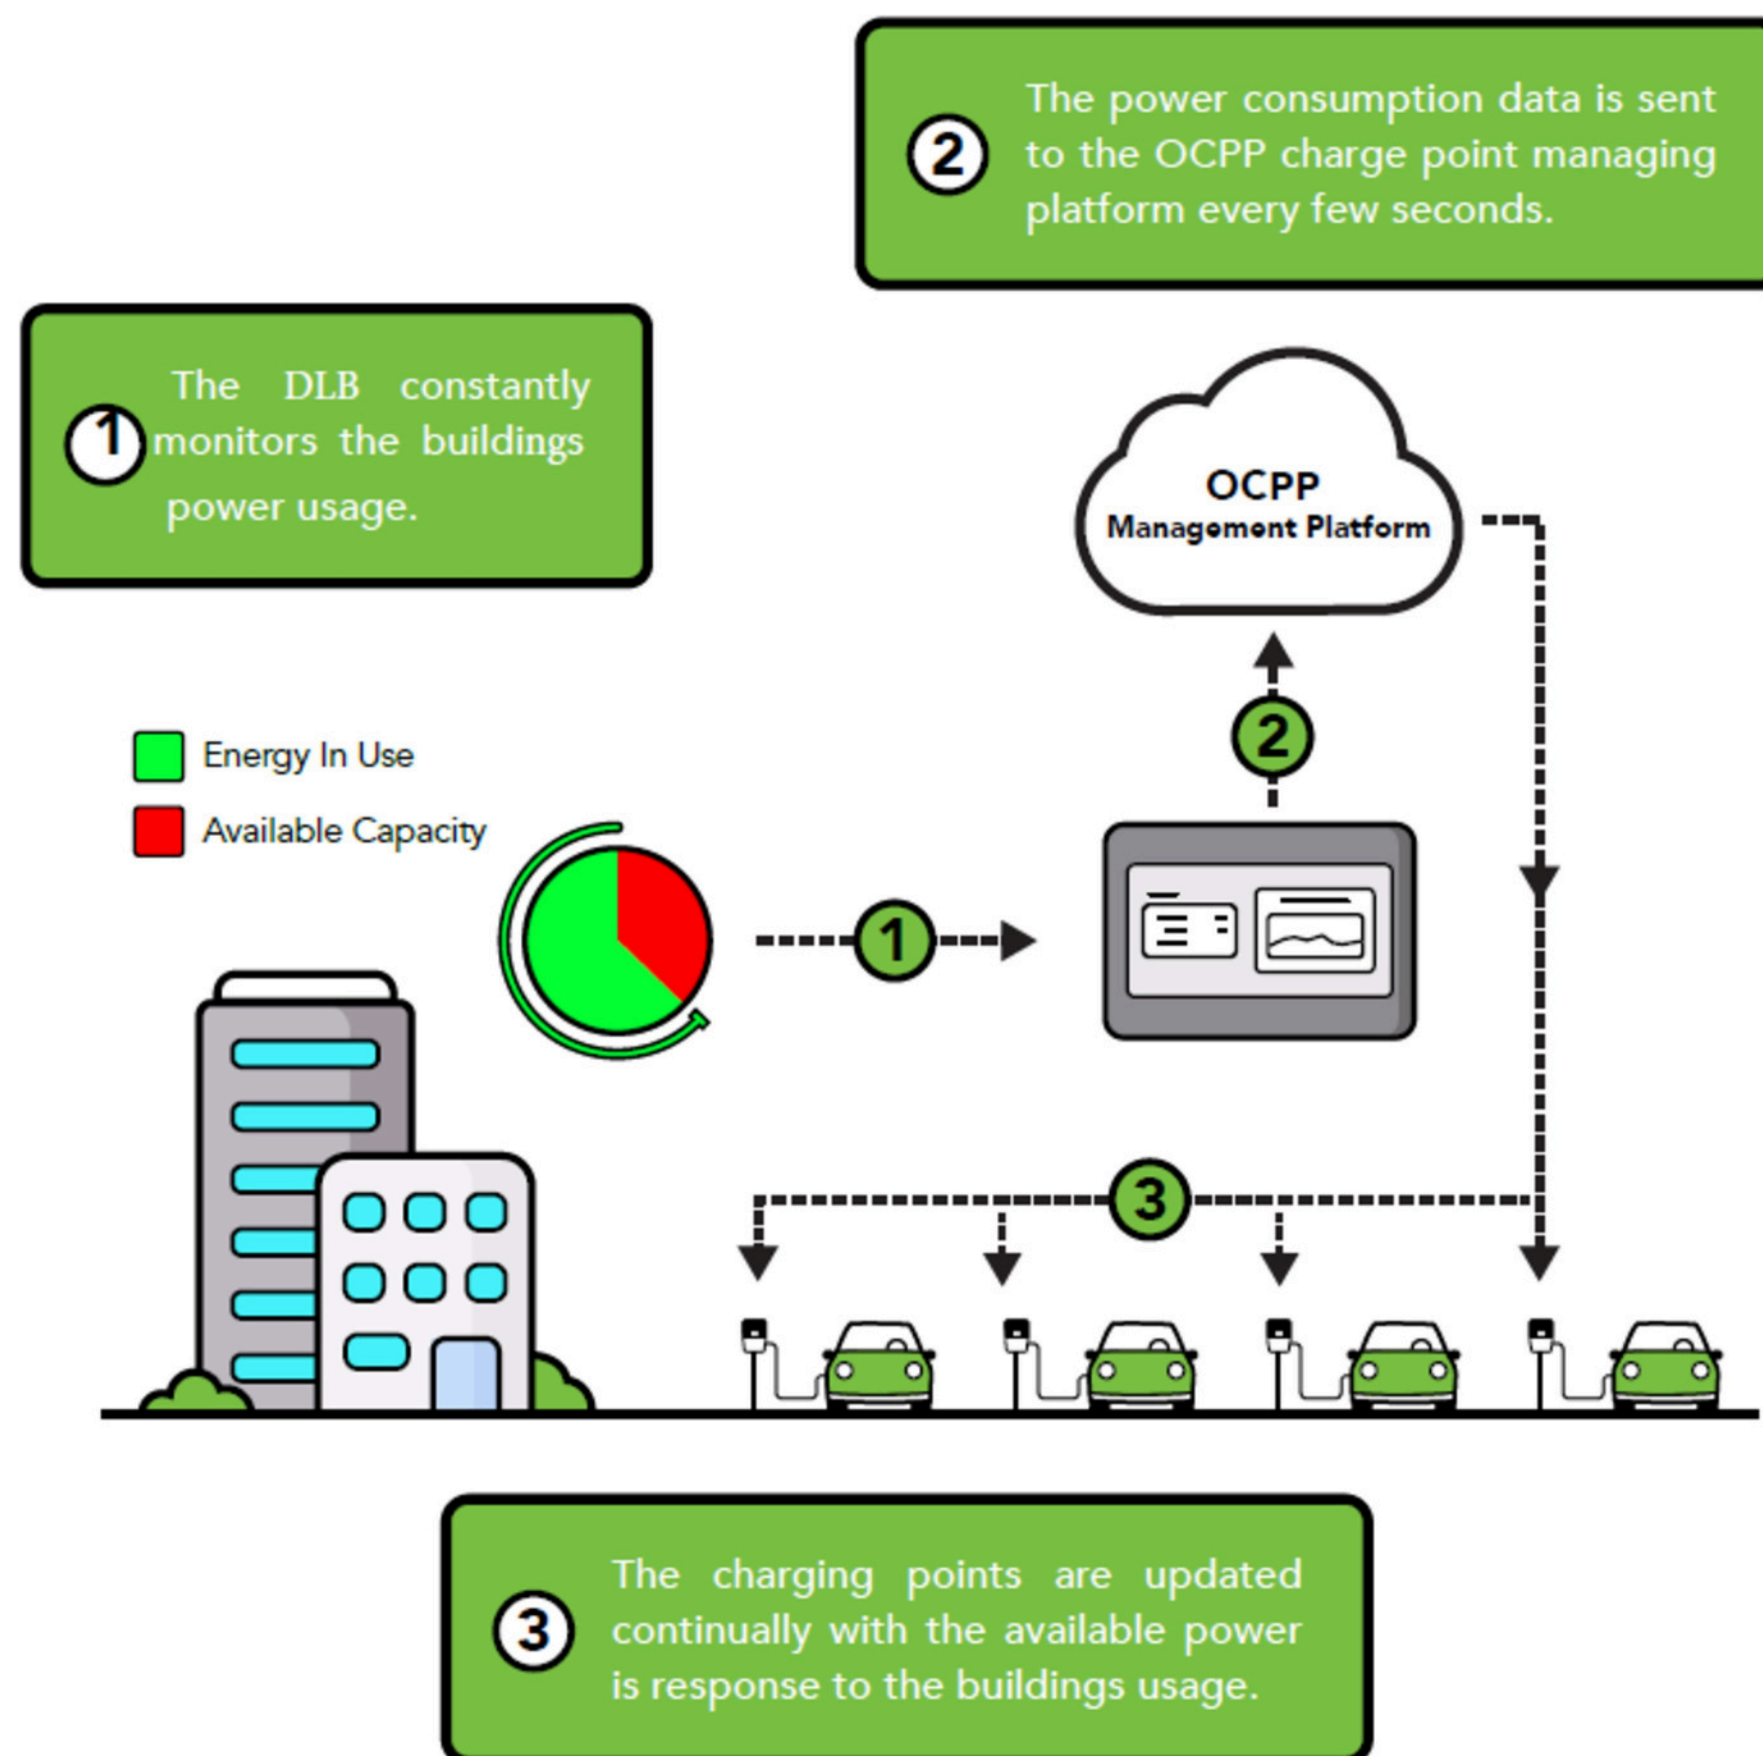 2
The power consumption data is sent
to the OCPP charge point managing
platform every few seconds.
1
The DLB constantly
monitors the buildings
power usage.
OCPP
Management Platform
2
Energy In Use
Available Capacity
1
3
3
The charging points are updated
continually with the available power
is response to the buildings usage.